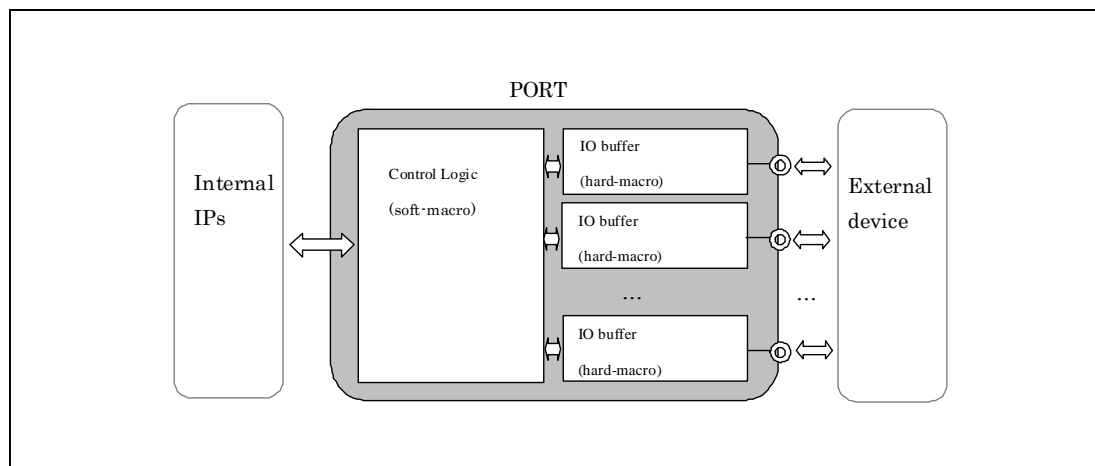 PORT
Internal
IPs
Control Logic
(soft-macro)
IO buffer
(hard-macro)
IO buffer
(hard-macro)
...
IO buffer
(hard-macro)
External
device
...